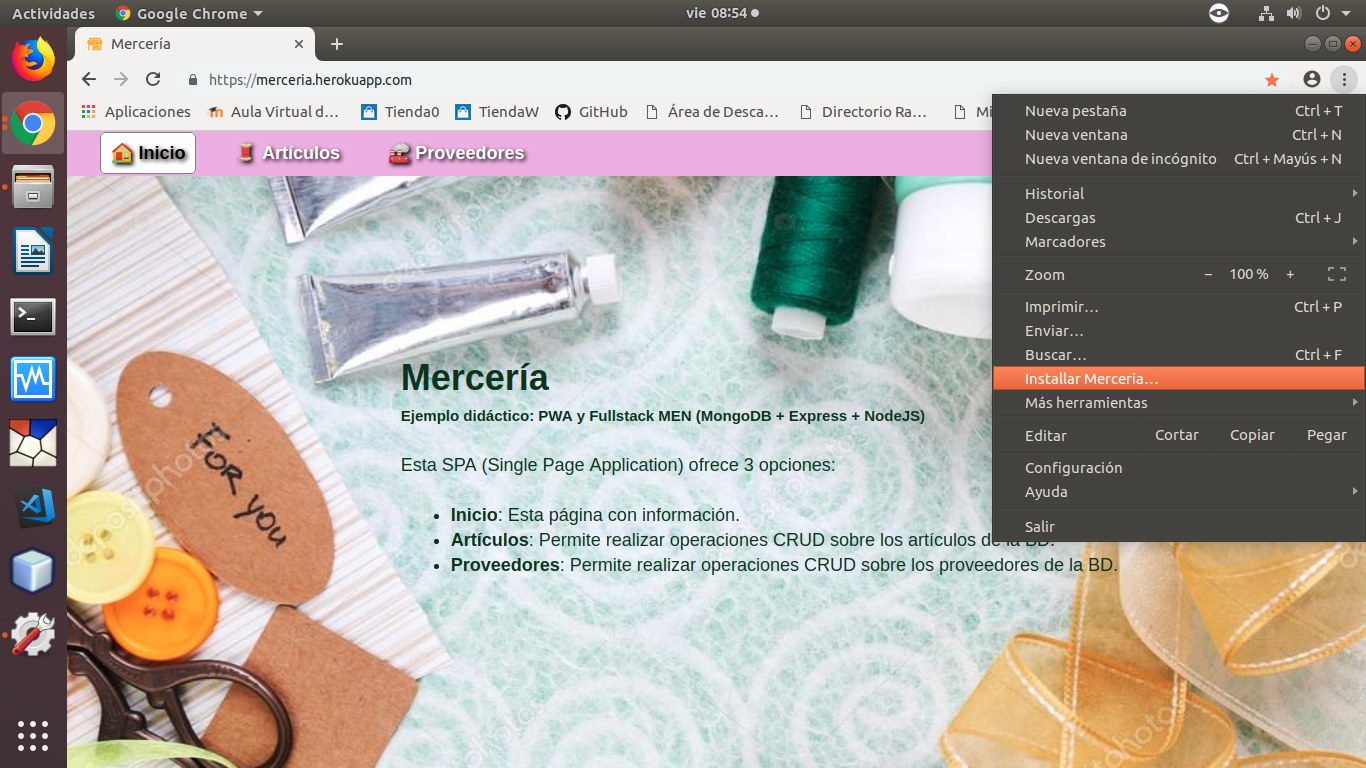 Actividades Google Chrome vie 08:54
Mercería
https://merceria.herokuapp.com
Aplicaciones Aula Virtual d… Tienda0 TiendaW GitHub Área de Desca… Directorio Ra…
Inicio Artículos Proveedores
Nueva pestaña Ctrl + T
Nueva ventana Ctrl + N
Nueva ventana de incógnito Ctrl + Mayús + N
Historial
Descargas Ctrl + J
Marcadores
Zoom − 100 % +
Imprimir… Ctrl + P
Enviar…
Buscar… Ctrl + F
Installar Merceria…
Más herramientas
Editar Cortar Copiar Pegar
Configuración
Ayuda
Salir
FOR YOU
Mercería
Ejemplo didáctico: PWA y Fullstack MEN (MongoDB + Express + NodeJS)
Esta SPA (Single Page Application) ofrece 3 opciones:
Inicio: Esta página con información.
Artículos: Permite realizar operaciones CRUD sobre los artículos de la BD.
Proveedores: Permite realizar operaciones CRUD sobre los proveedores de la BD.